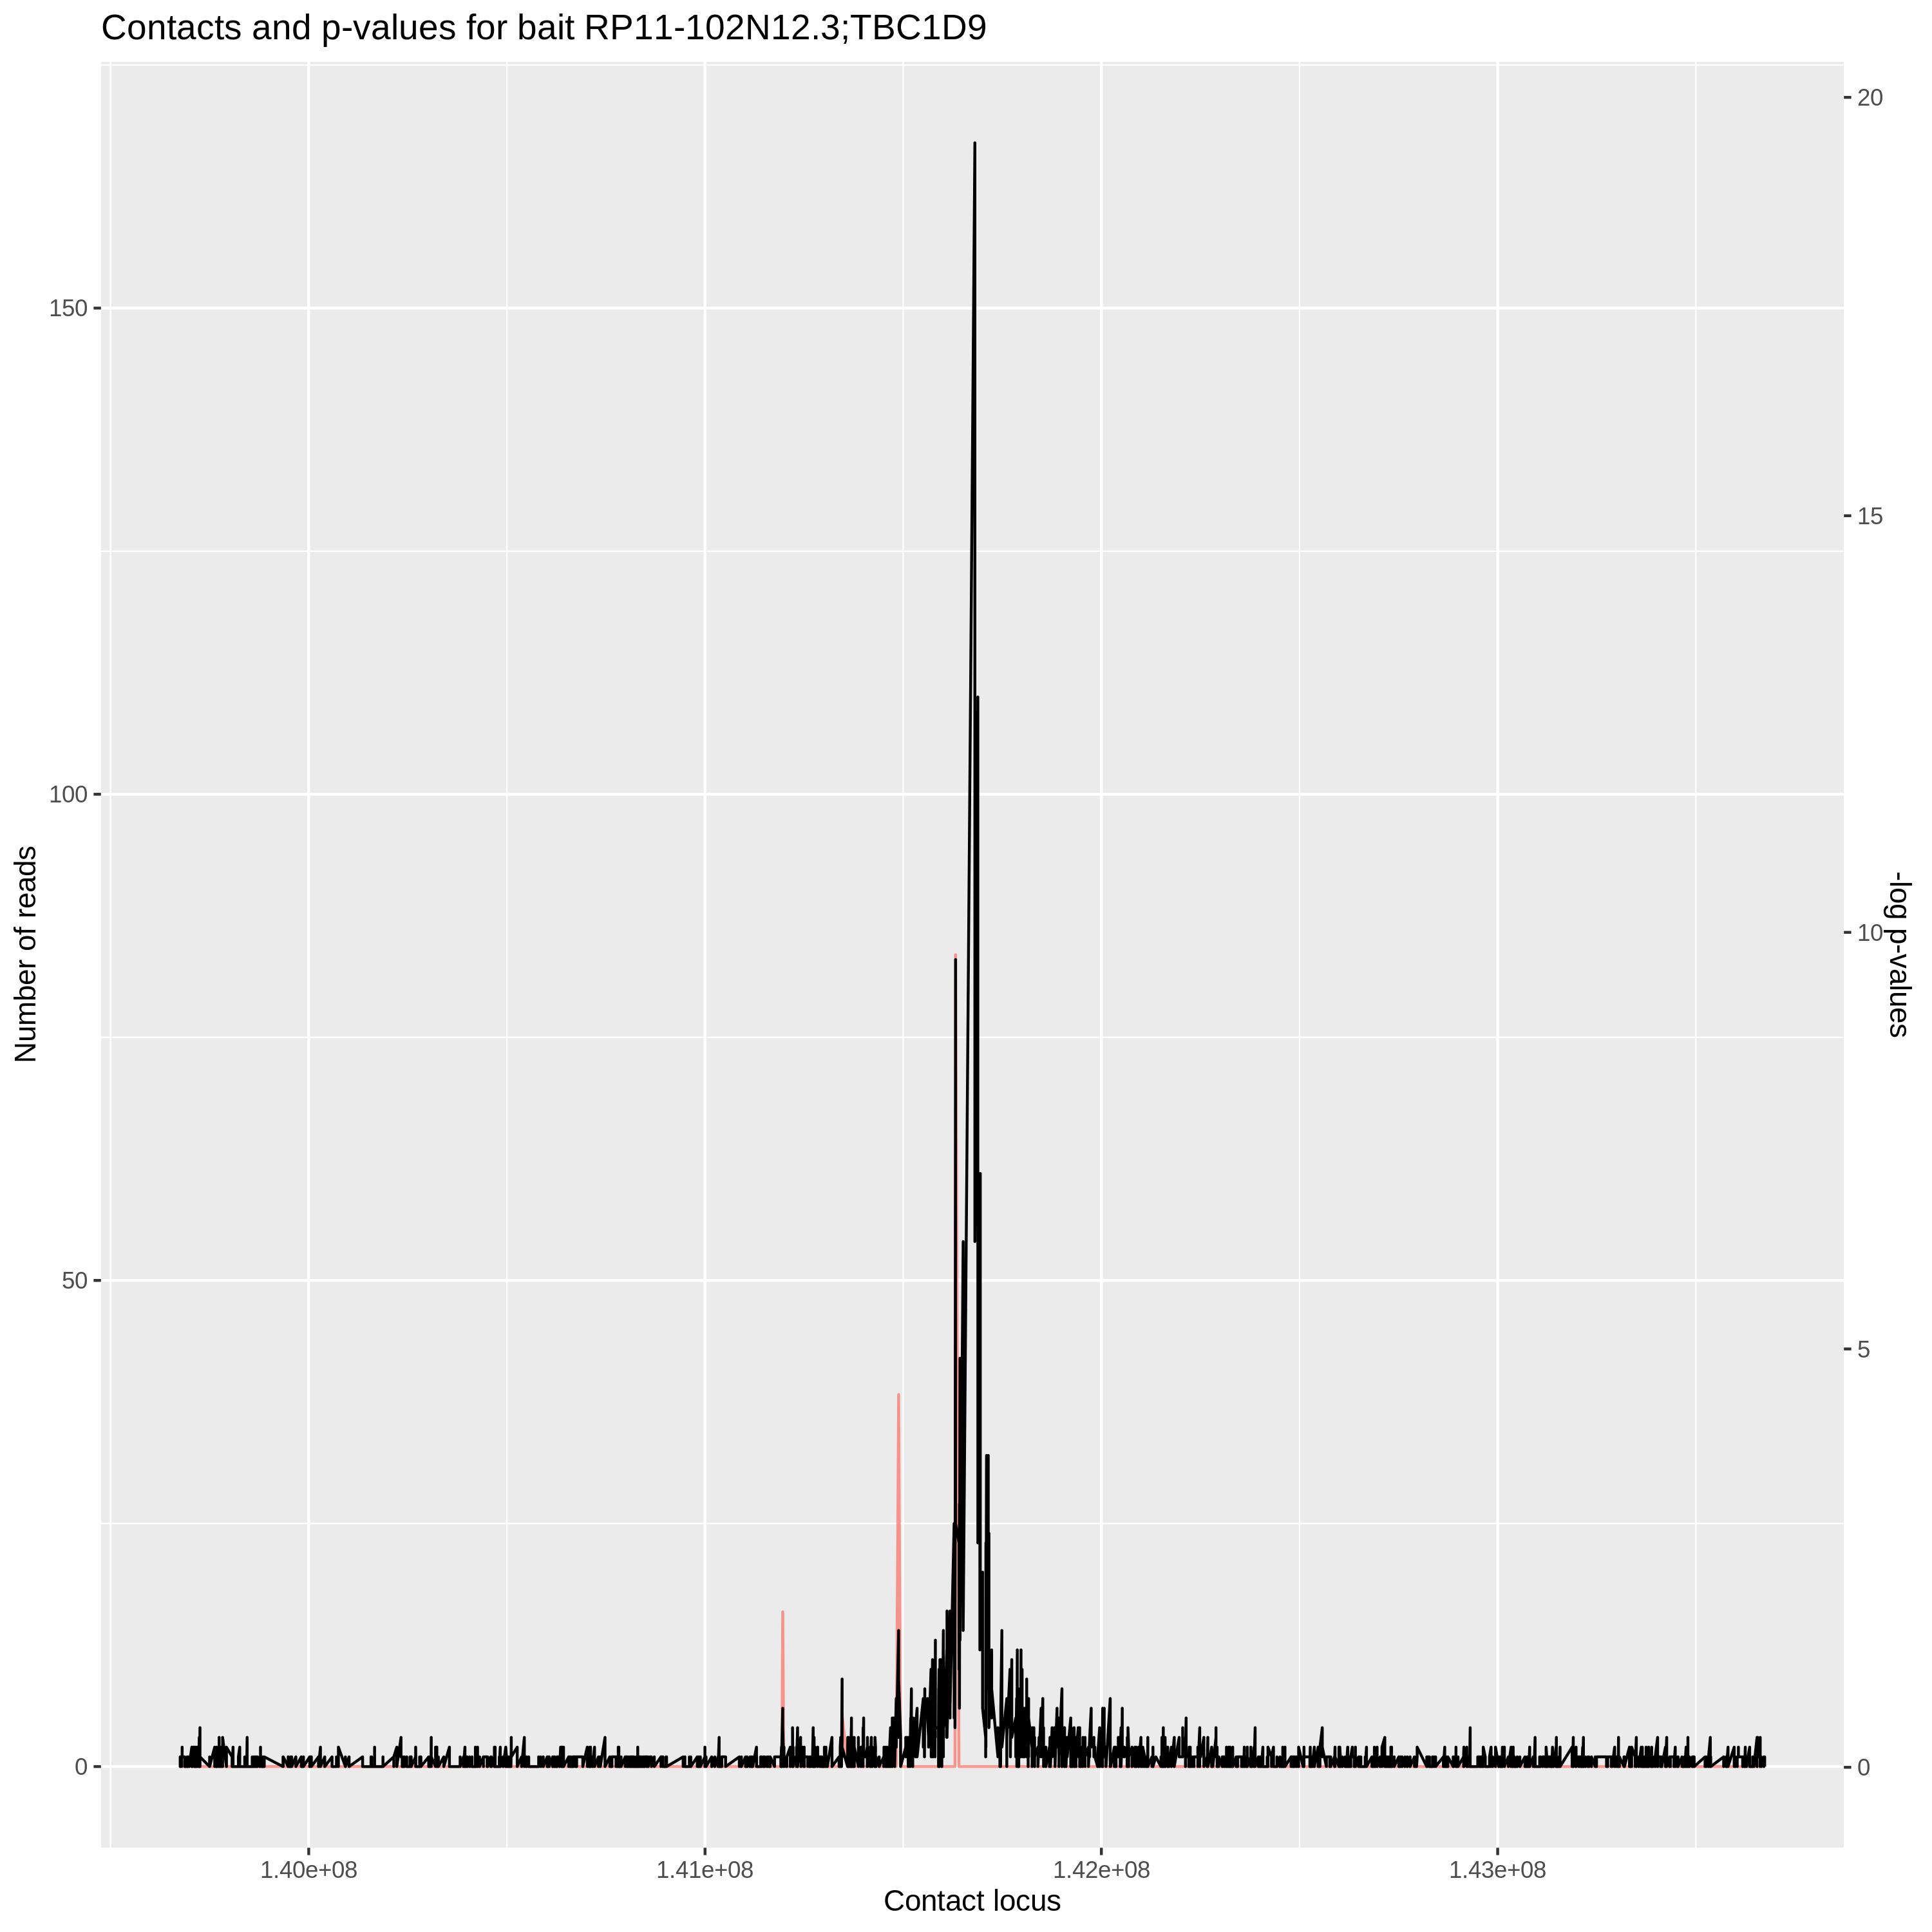 Contacts and p-values for bait RP11-102N12.3;TBC1D9
Number of reads
150
100
50
0
20
15
10
5
0
-log p-values
1.40e+08 1.41e+08 1.42e+08 1.43e+08
Contact locus